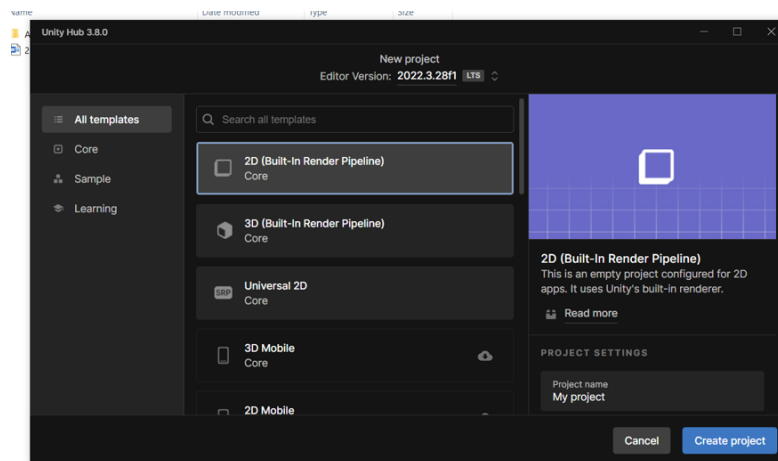 Name Date modified Type Size
A
2
Unity Hub 3.8.0
New project
Editor Version: 2022.3.28f1 LTS
All templates
Core
Sample
Learning
Search all templates
2D (Built-In Render Pipeline)
Core
3D (Built-In Render Pipeline)
Core
SRP
Universal 2D
Core
3D Mobile
Core
2D Mobile
2D (Built-In Render Pipeline)
This is an empty project configured for 2D
apps. It uses Unity's built-in renderer.
Read more
PROJECT SETTINGS
Project name
My project
Cancel
Create project